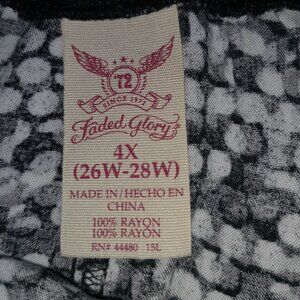 72
SINCE 1972
Faded Glory
4X
(26W-28W)
MADE IN/HECHO EN
CHINA
100% RAYON
100% RAYON
RN# 44480 15L